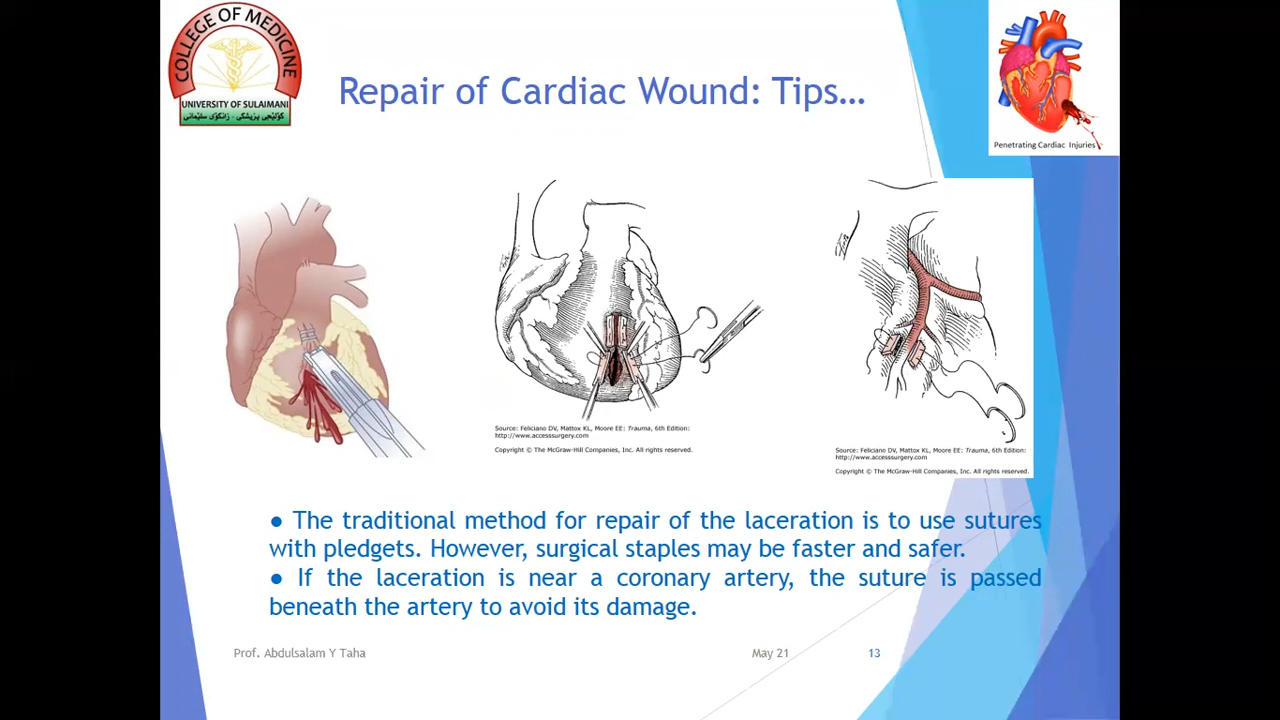 COLLEGE OF MEDICINE
UNIVERSITY OF SULAIMANI
كۆلێجی پزیشكی - زانكۆی سلێمانی
Repair of Cardiac Wound: Tips…
Penetrating Cardiac Injuries
Source: Feliciano DV, Mattox KL, Moore EE: Trauma, 6th Edition:
http://www.accesssurgery.com
Copyright © The McGraw-Hill Companies, Inc. All rights reserved.
Source: Feliciano DV, Mattox KL, Moore EE: Trauma, 6th Edition:
http://www.accesssurgery.com
Copyright © The McGraw-Hill Companies, Inc. All rights reserved.
● The traditional method for repair of the laceration is to use sutures
with pledgets. However, surgical staples may be faster and safer.
● If the laceration is near a coronary artery, the suture is passed
beneath the artery to avoid its damage.
Prof. Abdulsalam Y Taha
May 21
13